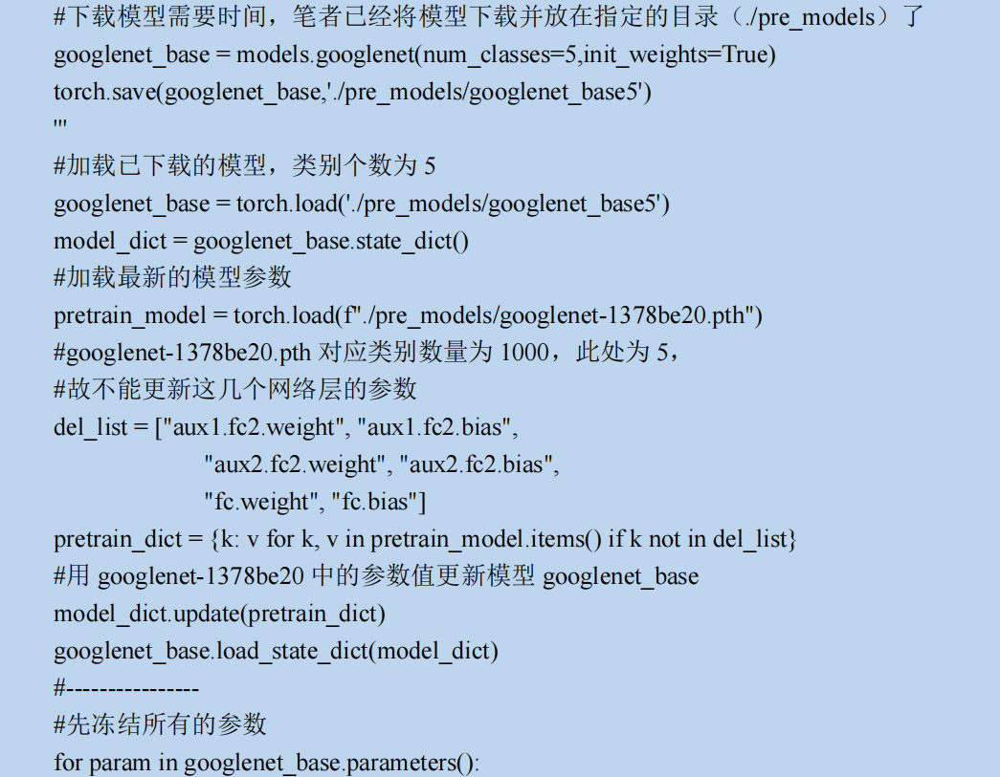 #下载模型需要时间，笔者已经将模型下载并放在指定的目录（./pre_models）了
googlenet_base = models.googlenet(num_classes=5,init_weights=True)
torch.save(googlenet_base,'./pre_models/googlenet_base5')
'''
#加载已下载的模型，类别个数为 5
googlenet_base = torch.load('./pre_models/googlenet_base5')
model_dict = googlenet_base.state_dict()
#加载最新的模型参数
pretrain_model = torch.load(f"./pre_models/googlenet-1378be20.pth")
#googlenet-1378be20.pth 对应类别数量为 1000，此处为 5，
#故不能更新这几个网络层的参数
del_list = ["aux1.fc2.weight", "aux1.fc2.bias",
"aux2.fc2.weight", "aux2.fc2.bias",
"fc.weight", "fc.bias"]
pretrain_dict = {k: v for k, v in pretrain_model.items() if k not in del_list}
#用 googlenet-1378be20 中的参数值更新模型 googlenet_base
model_dict.update(pretrain_dict)
googlenet_base.load_state_dict(model_dict)
#----------------
#先冻结所有的参数
for param in googlenet_base.parameters():